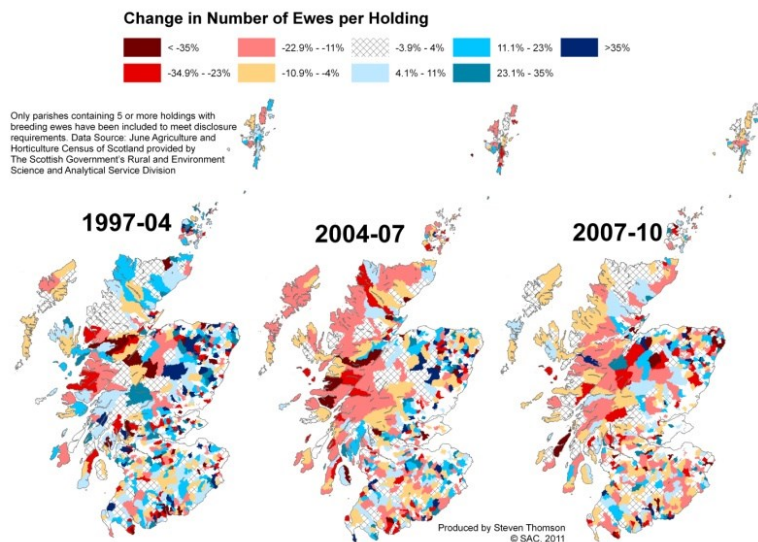 Change in Number of Ewes per Holding
< -35%
-22.9% - -11%
-3.9% - 4%
11.1% - 23%
>35%
-34.9% - -23%
-10.9% - -4%
4.1% - 11%
23.1% - 35%
Only parishes containing 5 or more holdings with
breeding ewes have been included to meet disclosure
requirements. Data Source: June Agriculture and
Horticulture Census of Scotland provided by
The Scottish Government's Rural and Environment
Science and Analytical Service Division
1997-04
2004-07
2007-10
Produced by Steven Thomson
© SAC, 2011